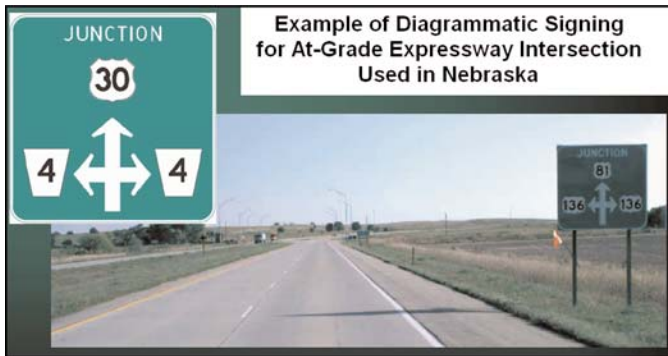 JUNCTION
30
4 4
Example of Diagrammatic Signing
for At-Grade Expressway Intersection
Used in Nebraska
JUNCTION
81
136 136